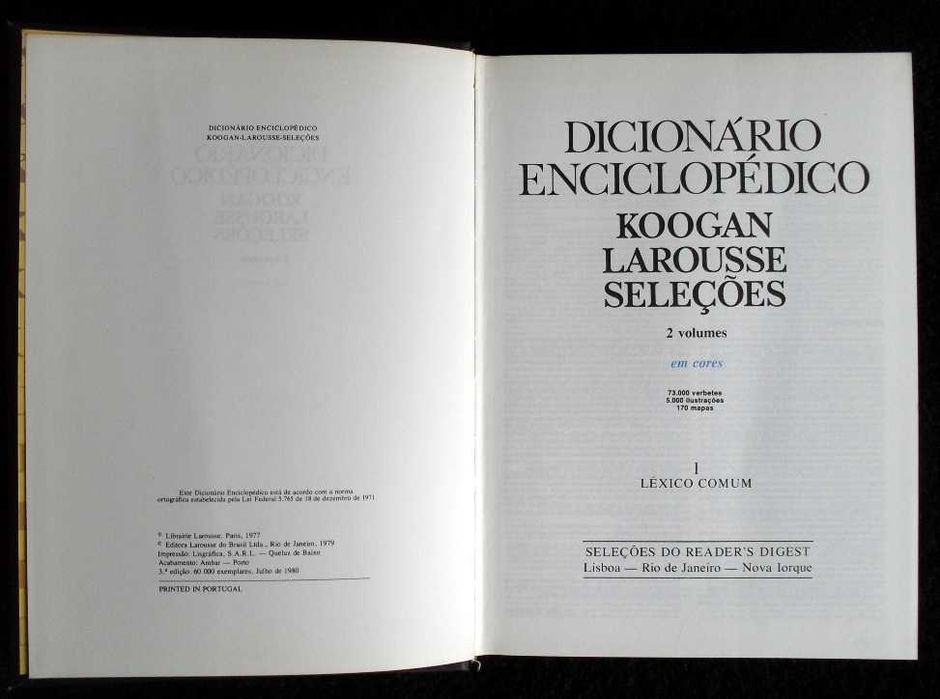 DICIONÁRIO ENCICLOPÉDICO
KOOGAN-LAROUSSE-SELEÇÕES
Este Dicionário Enciclopédico está de acordo com a norma
ortográfica estabelecida pela Lei Federal 5.765 de 18 de dezembro de 1971.
© Librairie Larousse. Paris, 1977
© Editora Larousse do Brasil Ltda., Rio de Janeiro, 1979
Impressão: Lisgráfica, S.A.R.L. — Queluz de Baixo
Acabamento: Ambar — Porto
3.ª edição: 60 000 exemplares, Julho de 1980
PRINTED IN PORTUGAL
DICIONÁRIO
ENCICLOPÉDICO
KOOGAN
LAROUSSE
SELEÇÕES
2 volumes
em cores
73.000 verbetes
5.000 ilustrações
170 mapas
1
LÉXICO COMUM
SELEÇÕES DO READER'S DIGEST
Lisboa — Rio de Janeiro — Nova Iorque